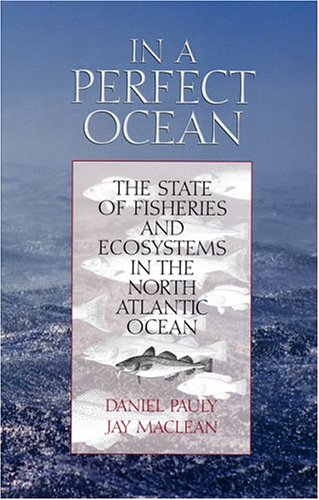 IN A
PERFECT
OCEAN
THE STATE
OF FISHERIES
AND
ECOSYSTEMS
IN THE
NORTH
ATLANTIC
OCEAN
DANIEL PAULY
JAY MACLEAN